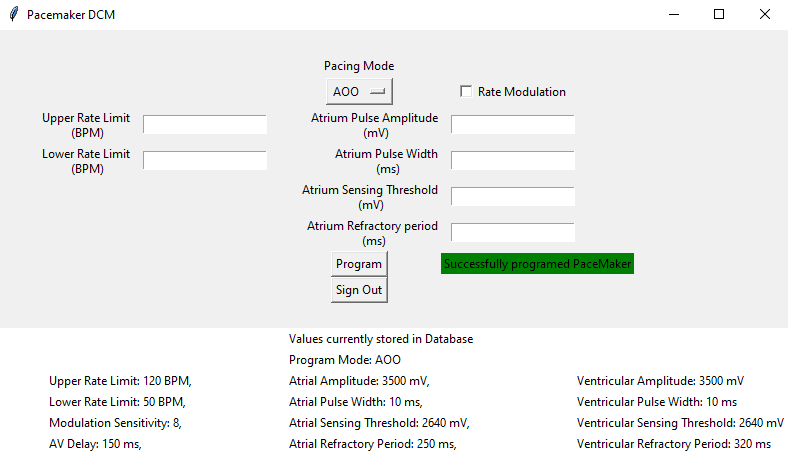 Pacemaker DCM
Pacing Mode
AOO
Rate Modulation
Upper Rate Limit
(BPM)
Atrium Pulse Amplitude
(mV)
Lower Rate Limit
(BPM)
Atrium Pulse Width
(ms)
Atrium Sensing Threshold
(mV)
Atrium Refractory period
(ms)
Program
Successfully programed PaceMaker
Sign Out
Values currently stored in Database
Program Mode: AOO
Upper Rate Limit: 120 BPM, Atrial Amplitude: 3500 mV, Ventricular Amplitude: 3500 mV
Lower Rate Limit: 50 BPM, Atrial Pulse Width: 10 ms, Ventricular Pulse Width: 10 ms
Modulation Sensitivity: 8, Atrial Sensing Threshold: 2640 mV, Ventricular Sensing Threshold: 2640 mV
AV Delay: 150 ms, Atrial Refractory Period: 250 ms, Ventricular Refractory Period: 320 ms